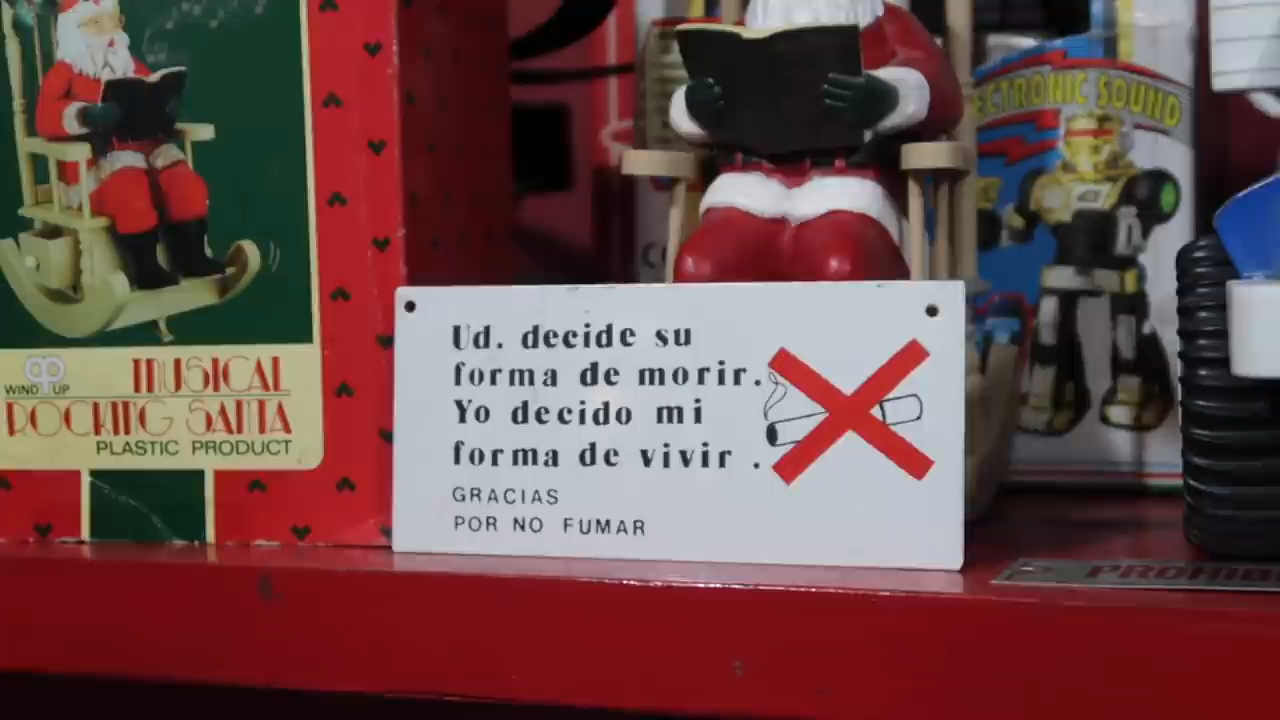 WIND UP
MUSICAL
ROCKING SANTA
PLASTIC PRODUCT
Ud. decide su
forma de morir.
Yo decido mi
forma de vivir .
GRACIAS
POR NO FUMAR
ECTRONIC SOUND
PROHIB